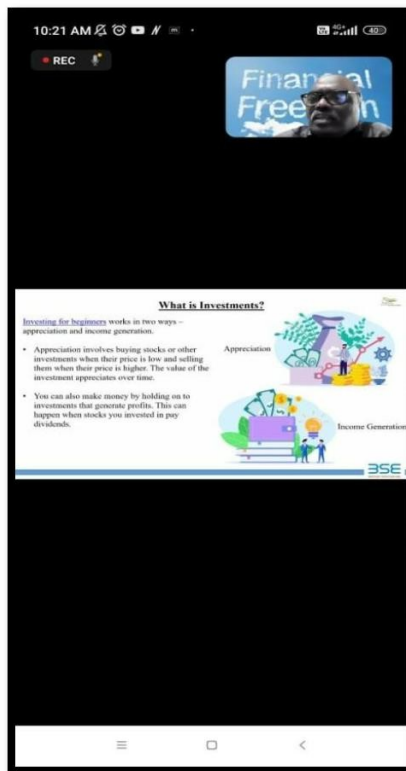 10:21 AM
4G+
40
REC
Financial
Freedom
What is Investments?
Investing for beginners works in two ways –
appreciation and income generation.
• Appreciation involves buying stocks or other
investments when their price is low and selling
them when their price is higher. The value of the
investment appreciates over time.
Appreciation
• You can also make money by holding on to
investments that generate profits. This can
happen when stocks you invested in pay
dividends.
Income Generation
BSE